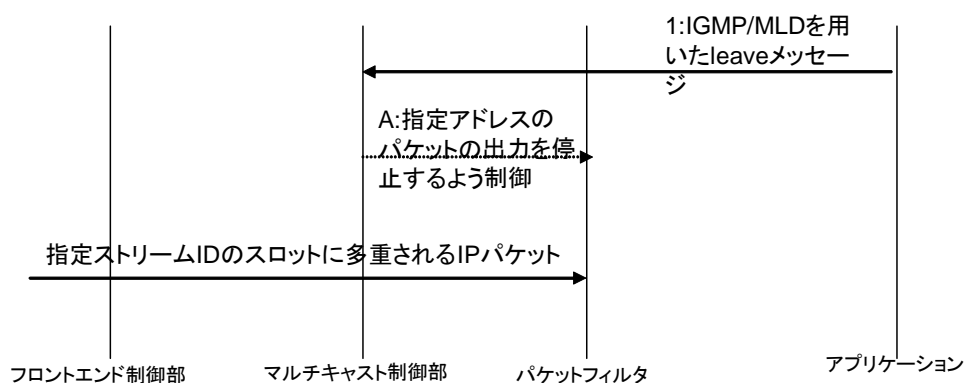 1:IGMP/MLDを用
いたleaveメッセー
ジ
A:指定アドレスの
パケットの出力を停
止するよう制御
指定ストリームIDのスロットに多重されるIPパケット
フロントエンド制御部
マルチキャスト制御部
パケットフィルタ
アプリケーション